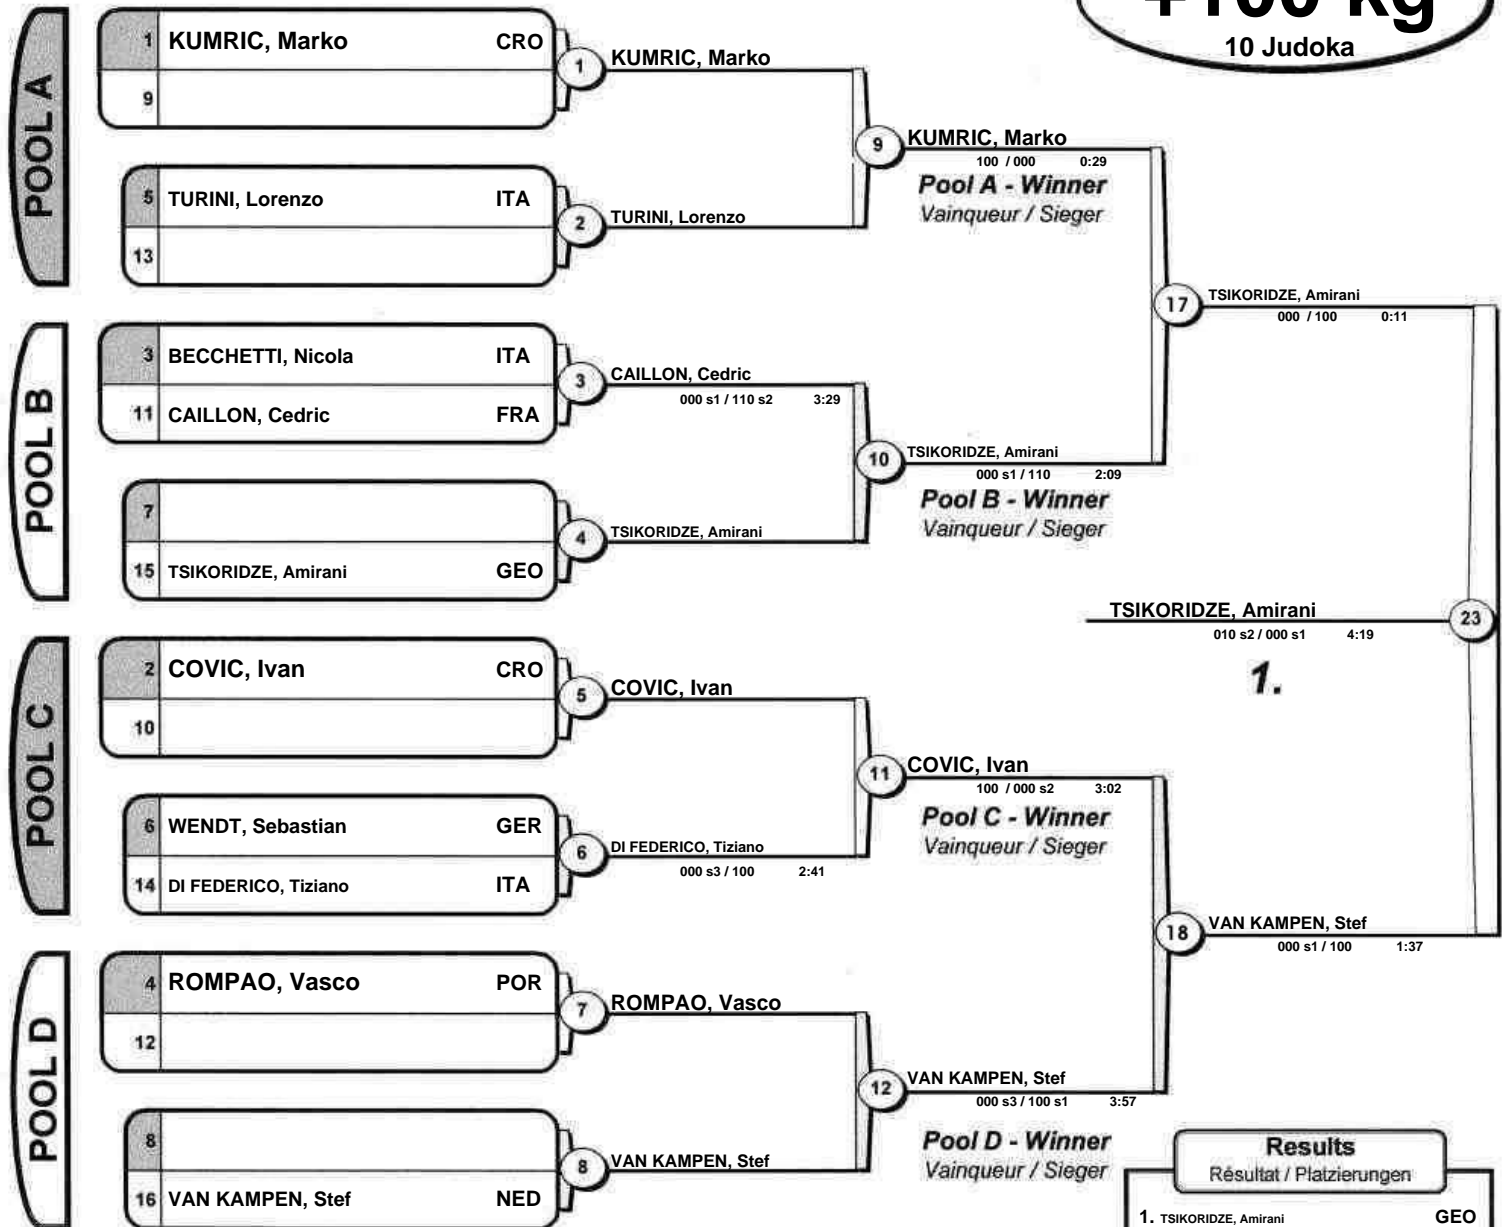 +100 kg
10 Judoka
POOL A
1 KUMRIC, Marko CRO
9
5 TURINI, Lorenzo ITA
13
1 KUMRIC, Marko
2 TURINI, Lorenzo
9 KUMRIC, Marko
100 / 000 0:29
Pool A - Winner
Vainqueur / Sieger
POOL B
3 BECCHETTI, Nicola ITA
11 CAILLON, Cedric FRA
7
15 TSIKORIDZE, Amirani GEO
3 CAILLON, Cedric
000 s1 / 110 s2 3:29
4 TSIKORIDZE, Amirani
10 TSIKORIDZE, Amirani
000 s1 / 110 2:09
Pool B - Winner
Vainqueur / Sieger
17 TSIKORIDZE, Amirani
000 / 100 0:11
TSIKORIDZE, Amirani 23
010 s2 / 000 s1 4:19
1.
POOL C
2 COVIC, Ivan CRO
10
6 WENDT, Sebastian GER
14 DI FEDERICO, Tiziano ITA
5 COVIC, Ivan
6 DI FEDERICO, Tiziano
000 s3 / 100 2:41
11 COVIC, Ivan
100 / 000 s2 3:02
Pool C - Winner
Vainqueur / Sieger
POOL D
4 ROMPAO, Vasco POR
12
8
16 VAN KAMPEN, Stef NED
7 ROMPAO, Vasco
8 VAN KAMPEN, Stef
12 VAN KAMPEN, Stef
000 s3 / 100 s1 3:57
Pool D - Winner
Vainqueur / Sieger
18 VAN KAMPEN, Stef
000 s1 / 100 1:37
Results
Résultat / Platzierungen
1. TSIKORIDZE, Amirani GEO